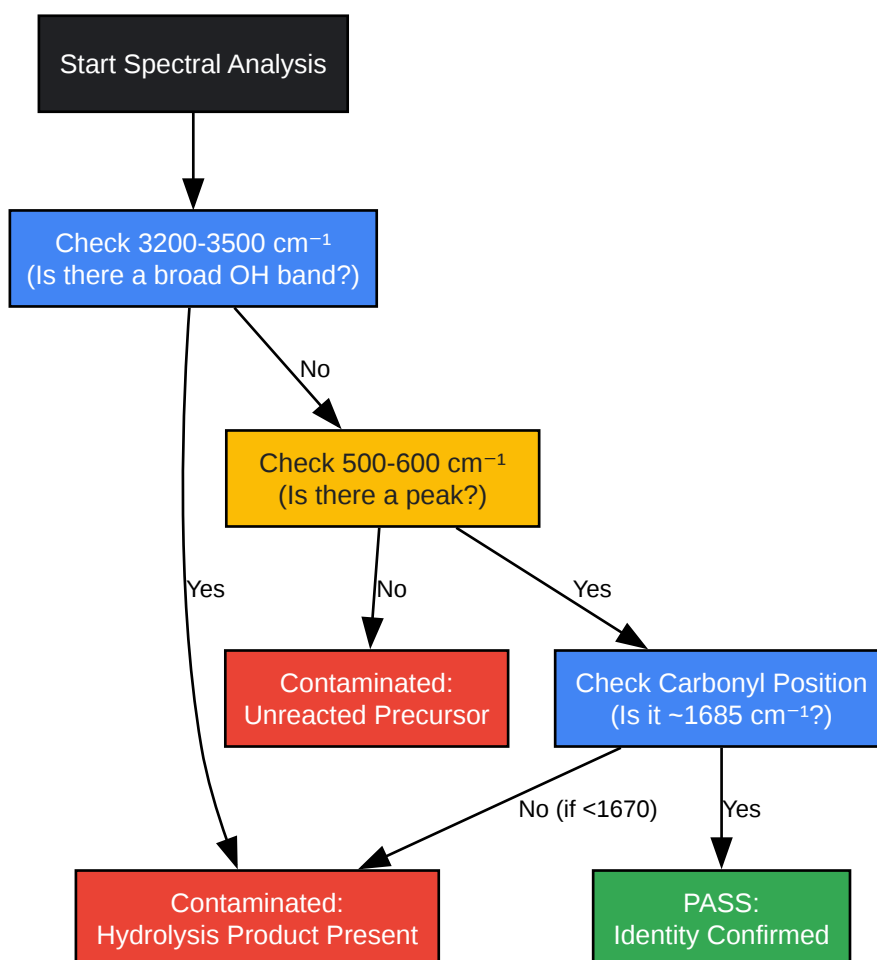 Start Spectral Analysis
Check 3200-3500 cm⁻¹
(Is there a broad OH band?)
No
Check 500-600 cm⁻¹
(Is there a peak?)
Yes
No
Yes
Contaminated:
Unreacted Precursor
Check Carbonyl Position
(Is it ~1685 cm⁻¹?)
No (if <1670)
Yes
Contaminated:
Hydrolysis Product Present
PASS:
Identity Confirmed